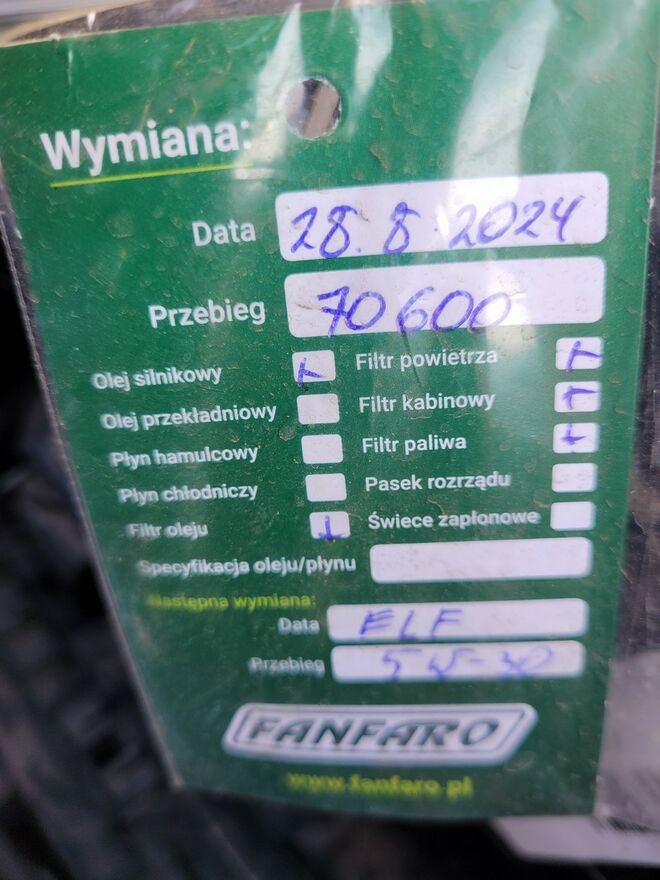 Wymiana:
Data 28.8.2024
Przebieg 70600
Olej silnikowy
Filtr powietrza
Olej przekładniowy
Filtr kabinowy
Płyn hamulcowy
Filtr paliwa
Płyn chłodniczy
Pasek rozrządu
Filtr oleju
Świece zapłonowe
Specyfikacja oleju/płynu
Następna wymiana:
Data ELF
Przebieg 5W-30
FANFARO
www.fanfaro.pl